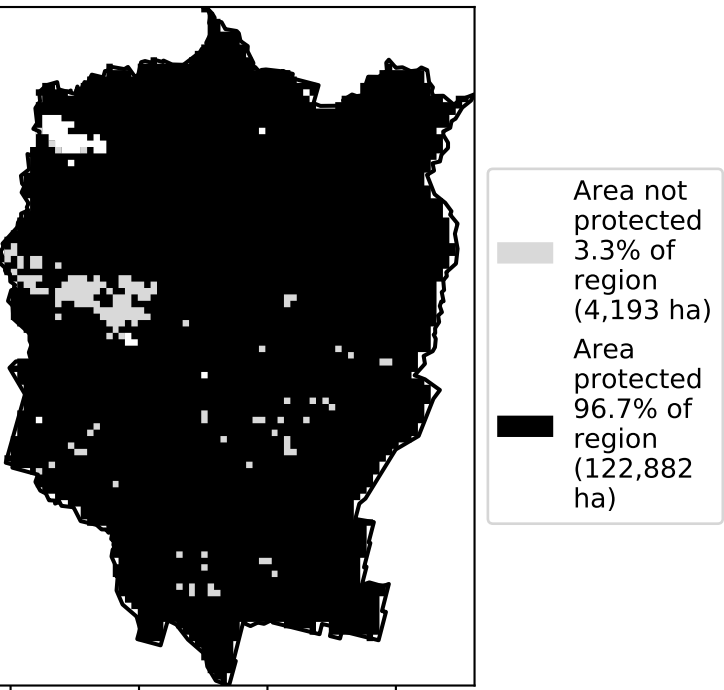 Area not
protected
3.3% of
region
(4,193 ha)
Area
protected
96.7% of
region
(122,882
ha)